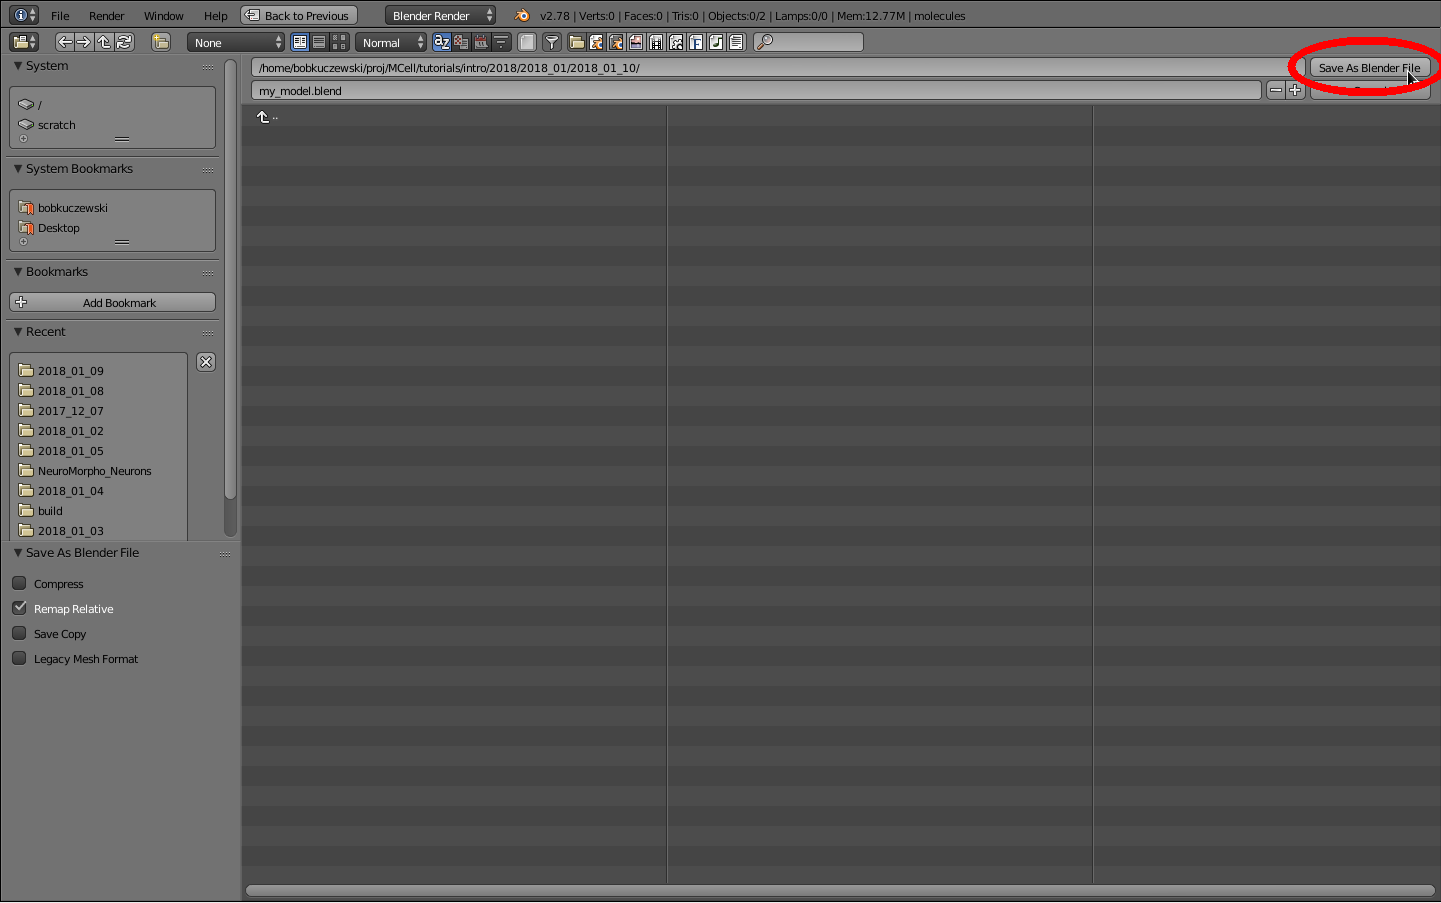 File Render Window Help Back to Previous Blender Render v2.78 | Verts:0 | Faces:0 | Tris:0 | Objects:0/2 | Lamps:0/0 | Mem:12.77M | molecules
None Normal
System
/
scratch
System Bookmarks
bobkuczewski
Desktop
Bookmarks
Add Bookmark
Recent
2018_01_09
2018_01_08
2017_12_07
2018_01_02
2018_01_05
NeuroMorpho_Neurons
2018_01_04
build
2018_01_03
Save As Blender File
Compress
Remap Relative
Save Copy
Legacy Mesh Format
/home/bobkuczewski/proj/MCell/tutorials/intro/2018/2018_01/2018_01_10/
Save As Blender File
my_model.blend
..